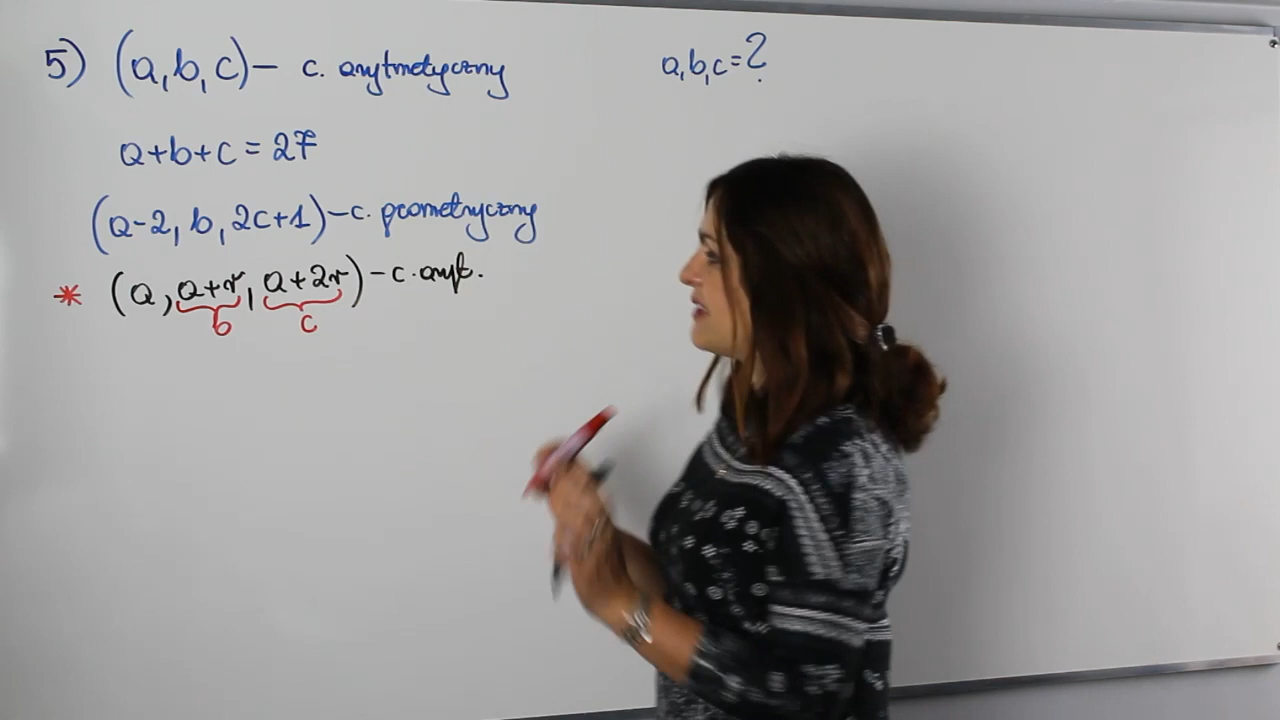 5) (a,b,c)- c. arytmetyczny
a,b,c=?
a+b+c=27
(a-2, b, 2c+1)-c. geometryczny
* (a, a+r, a+2r)-c. aryt.
b c